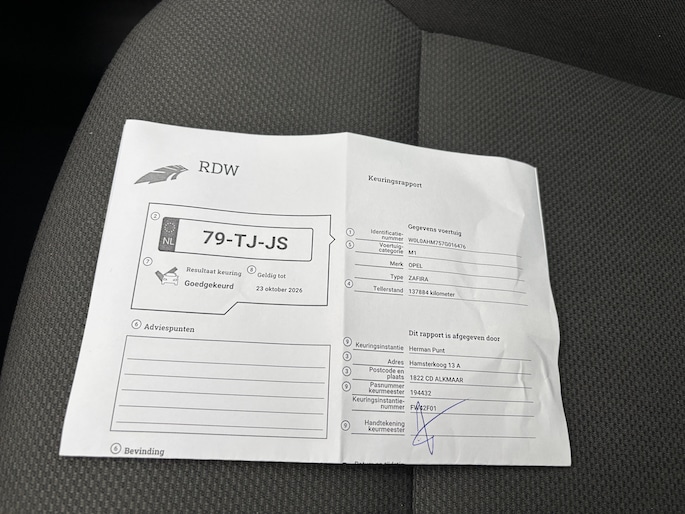 RDW
2
NL
79-TJ-JS
7 Resultaat keuring
Goedgekeurd
8 Geldig tot
23 oktober 2026
6 Adviespunten
6 Bevinding
Keuringsrapport
Gegevens voertuig
1 Identificatie-
nummer W0L0AHM757G016476
5 Voertuig-
categorie M1
Merk OPEL
Type ZAFIRA
4 Tellerstand 137884 kilometer
Dit rapport is afgegeven door
9 Keuringsinstantie Herman Punt
3 Adres Hamsterkoog 13 A
3 Postcode en
plaats 1822 CD ALKMAAR
9 Pasnummer
keurmeester 194432
Keuringsinstantie-
nummer
9 Handtekening
keurmeester